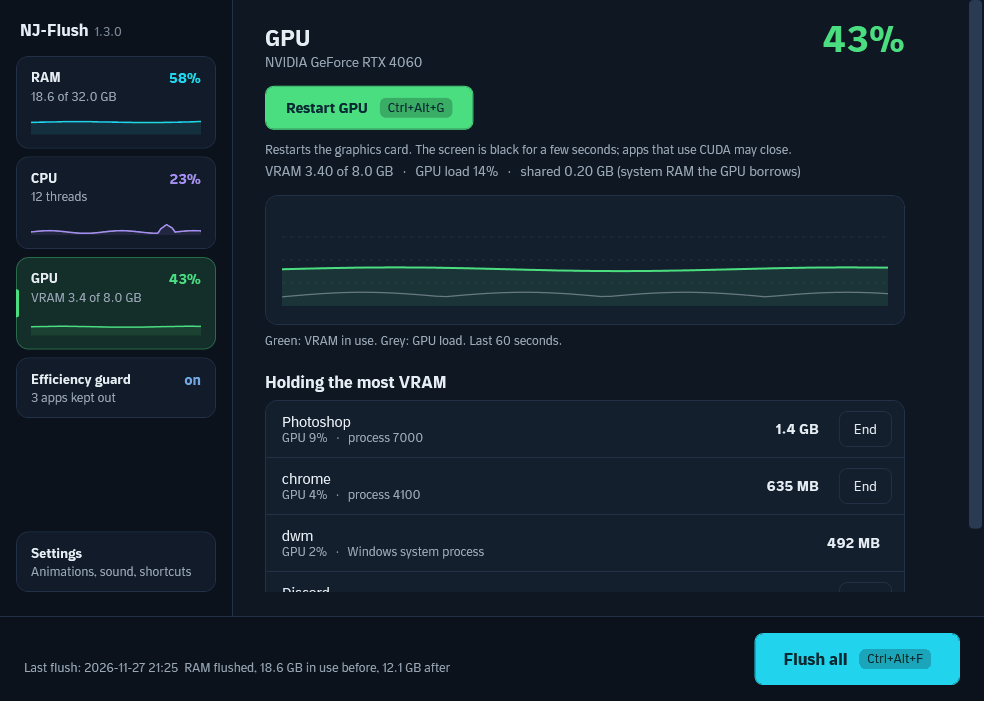 NJ-Flush 1.3.0
RAM 58%
18.6 of 32.0 GB
CPU 23%
12 threads
GPU 43%
VRAM 3.4 of 8.0 GB
Efficiency guard on
3 apps kept out
Settings
Animations, sound, shortcuts
GPU 43%
NVIDIA GeForce RTX 4060
Restart GPU Ctrl+Alt+G
Restarts the graphics card. The screen is black for a few seconds; apps that use CUDA may close.
VRAM 3.40 of 8.0 GB · GPU load 14% · shared 0.20 GB (system RAM the GPU borrows)
Green: VRAM in use. Grey: GPU load. Last 60 seconds.
Holding the most VRAM
Photoshop 1.4 GB End
GPU 9% · process 7000
chrome 635 MB End
GPU 4% · process 4100
dwm 492 MB
GPU 2% · Windows system process
Discord
Last flush: 2026-11-27 21:25 RAM flushed, 18.6 GB in use before, 12.1 GB after
Flush all Ctrl+Alt+F